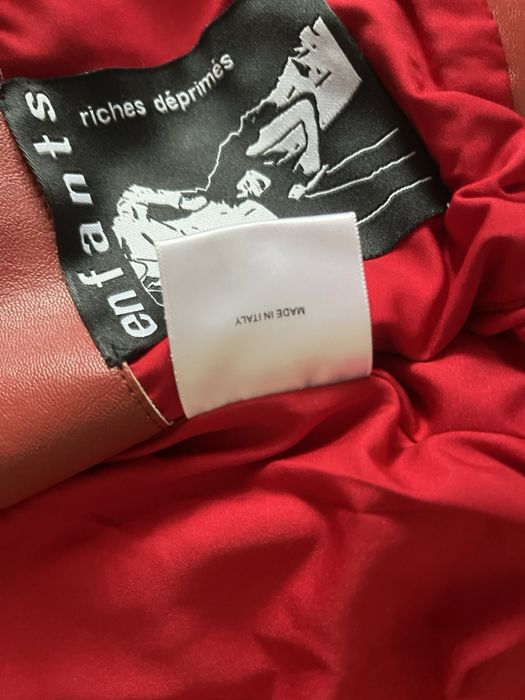 enfants
riches déprimés
MADE IN ITALY